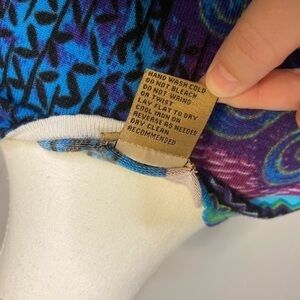 HAND WASH COLD
DO NOT BLEACH
DO NOT WRING
OR TWIST
LAY FLAT TO DRY
COOL IRON ON
REVERSE AS NEEDED
DRY CLEAN
RECOMMENDED